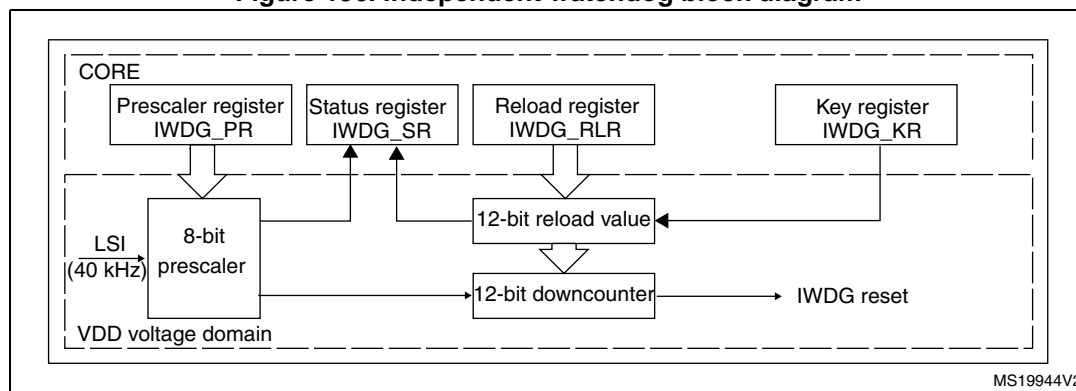 CORE
Prescaler register
IWDG_PR
Status register
IWDG_SR
Reload register
IWDG_RLR
Key register
IWDG_KR
12-bit reload value
8-bit
prescaler
LSI
(40 kHz)
12-bit downcounter
IWDG reset
VDD voltage domain
MS19944V2